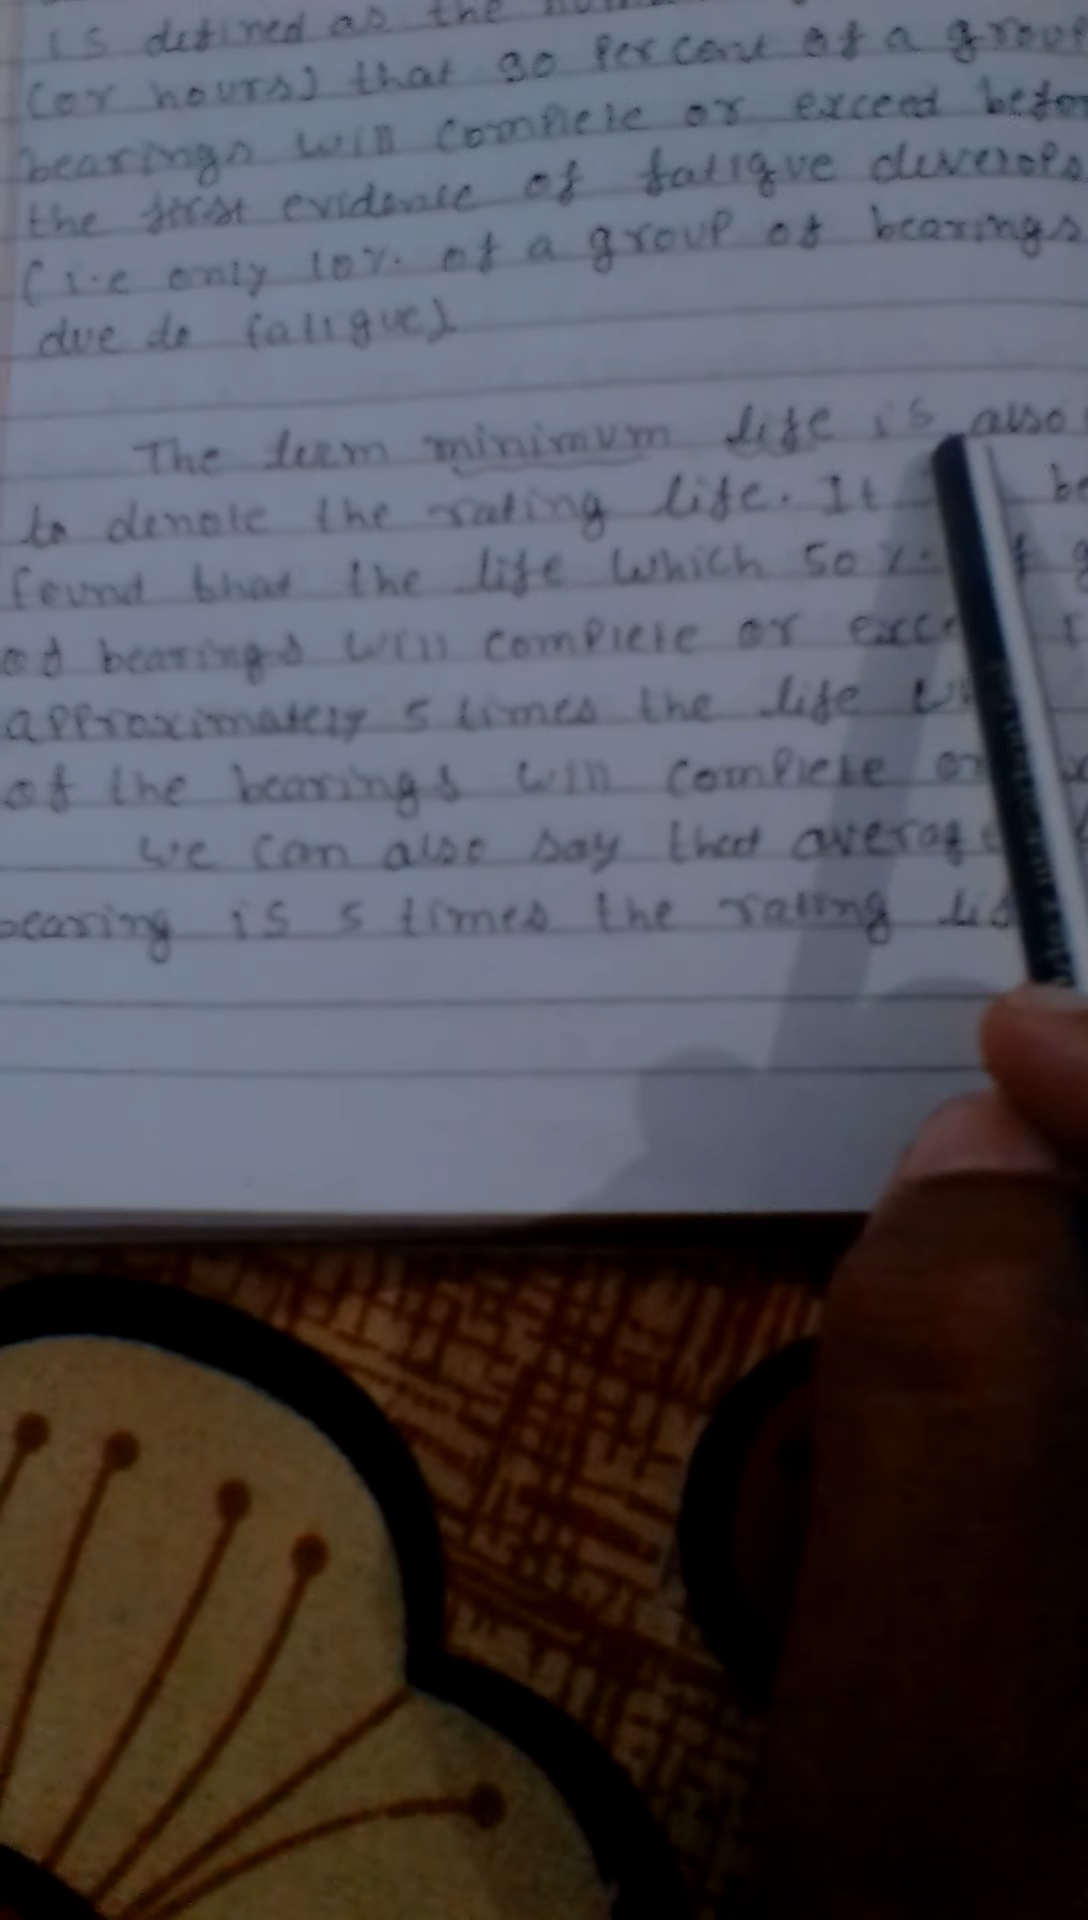 is defined as the
(or hours) that 90 Per cent of a group
bearings will complete or exceed before
the first evidence of fatigue develops
(i.e only 10% of a group of bearings
due to fatigue)
The term minimum life is also
to denote the rating life. It be
found that the life which 50%
of bearings will complete or
approximately 5 times the life
of the bearings will complete or
we can also say that average
bearing is 5 times the rating